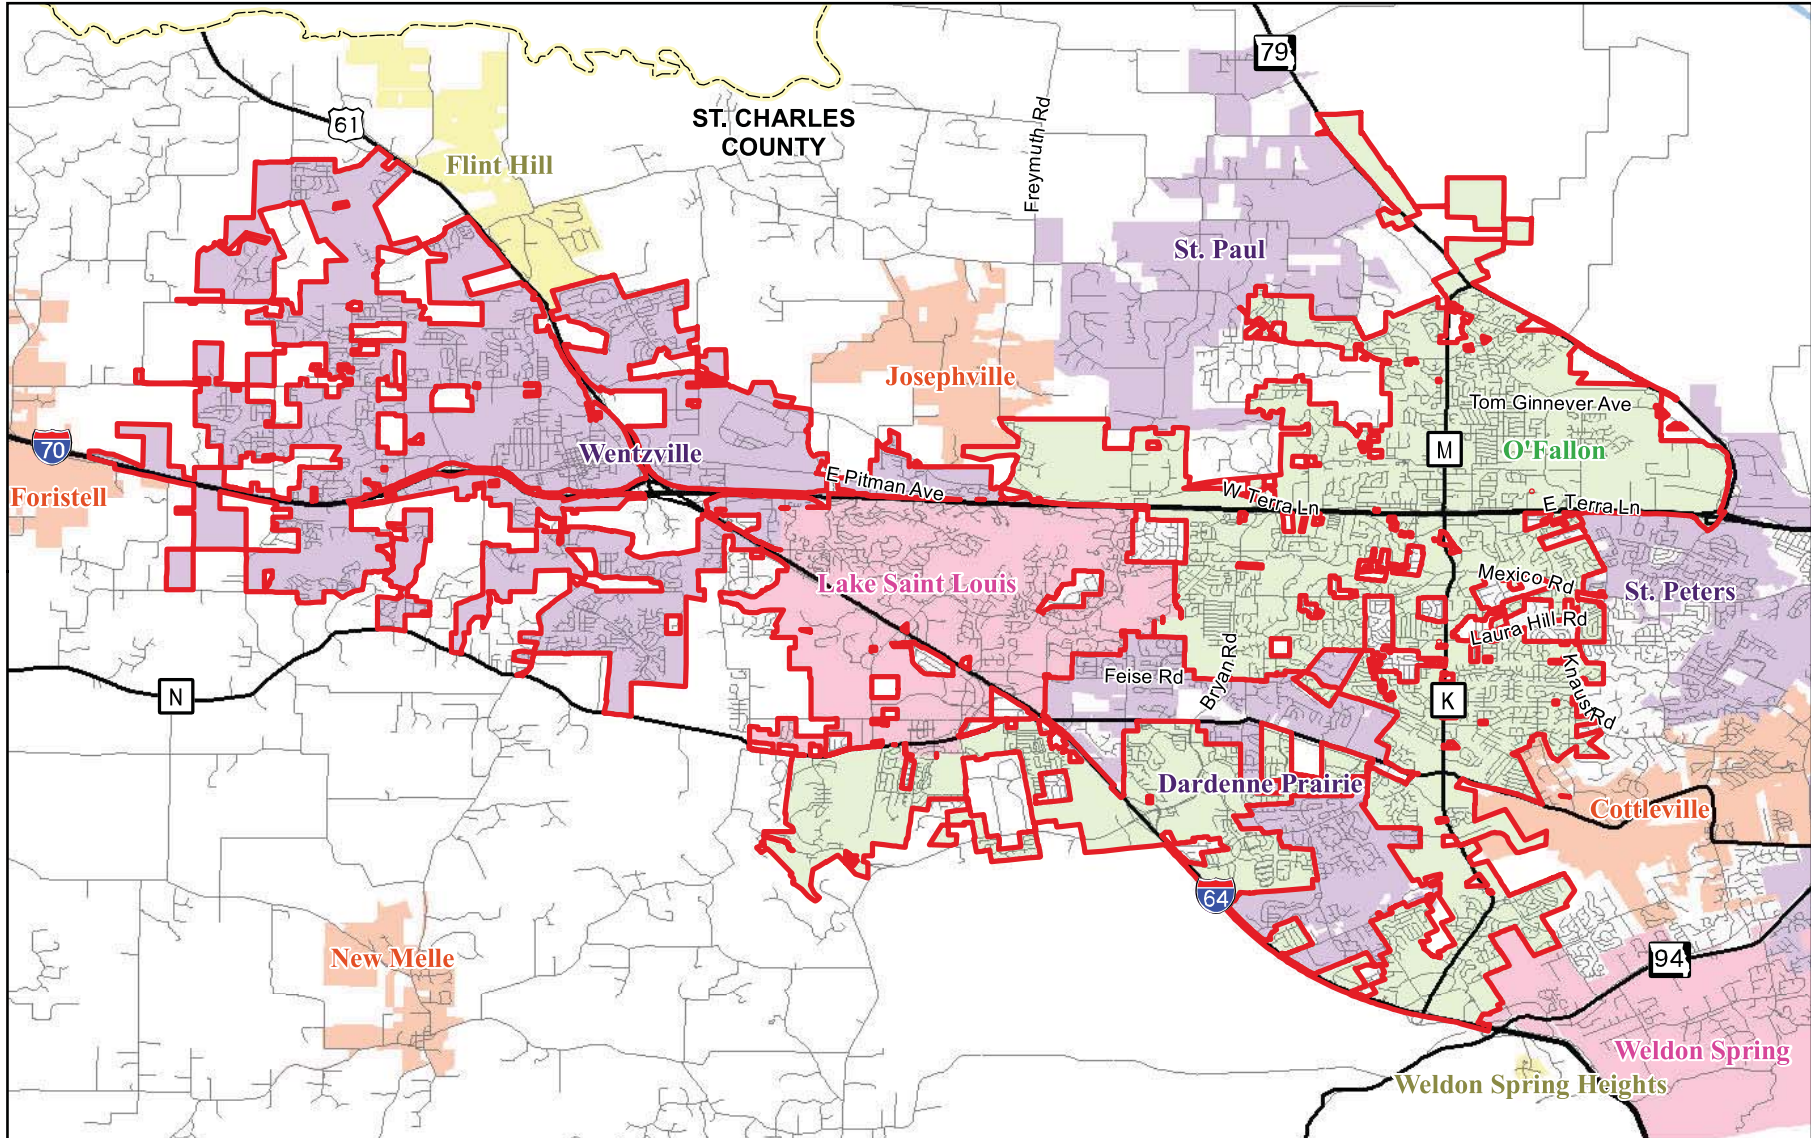 79
61
ST. CHARLES
COUNTY
Freymuth Rd
Flint Hill
St. Paul
Josephville
Tom Ginnever Ave
70
Wentzville
M
O'Fallon
E Pitman Ave
W Terra Ln
E Terra Ln
Foristell
Lake Saint Louis
Mexico Rd
St. Peters
Laura Hill Rd
Feise Rd
Bryan Rd
Knaust Rd
N
K
Dardenne Prairie
Cottleville
64
New Melle
94
Weldon Spring
Weldon Spring Heights